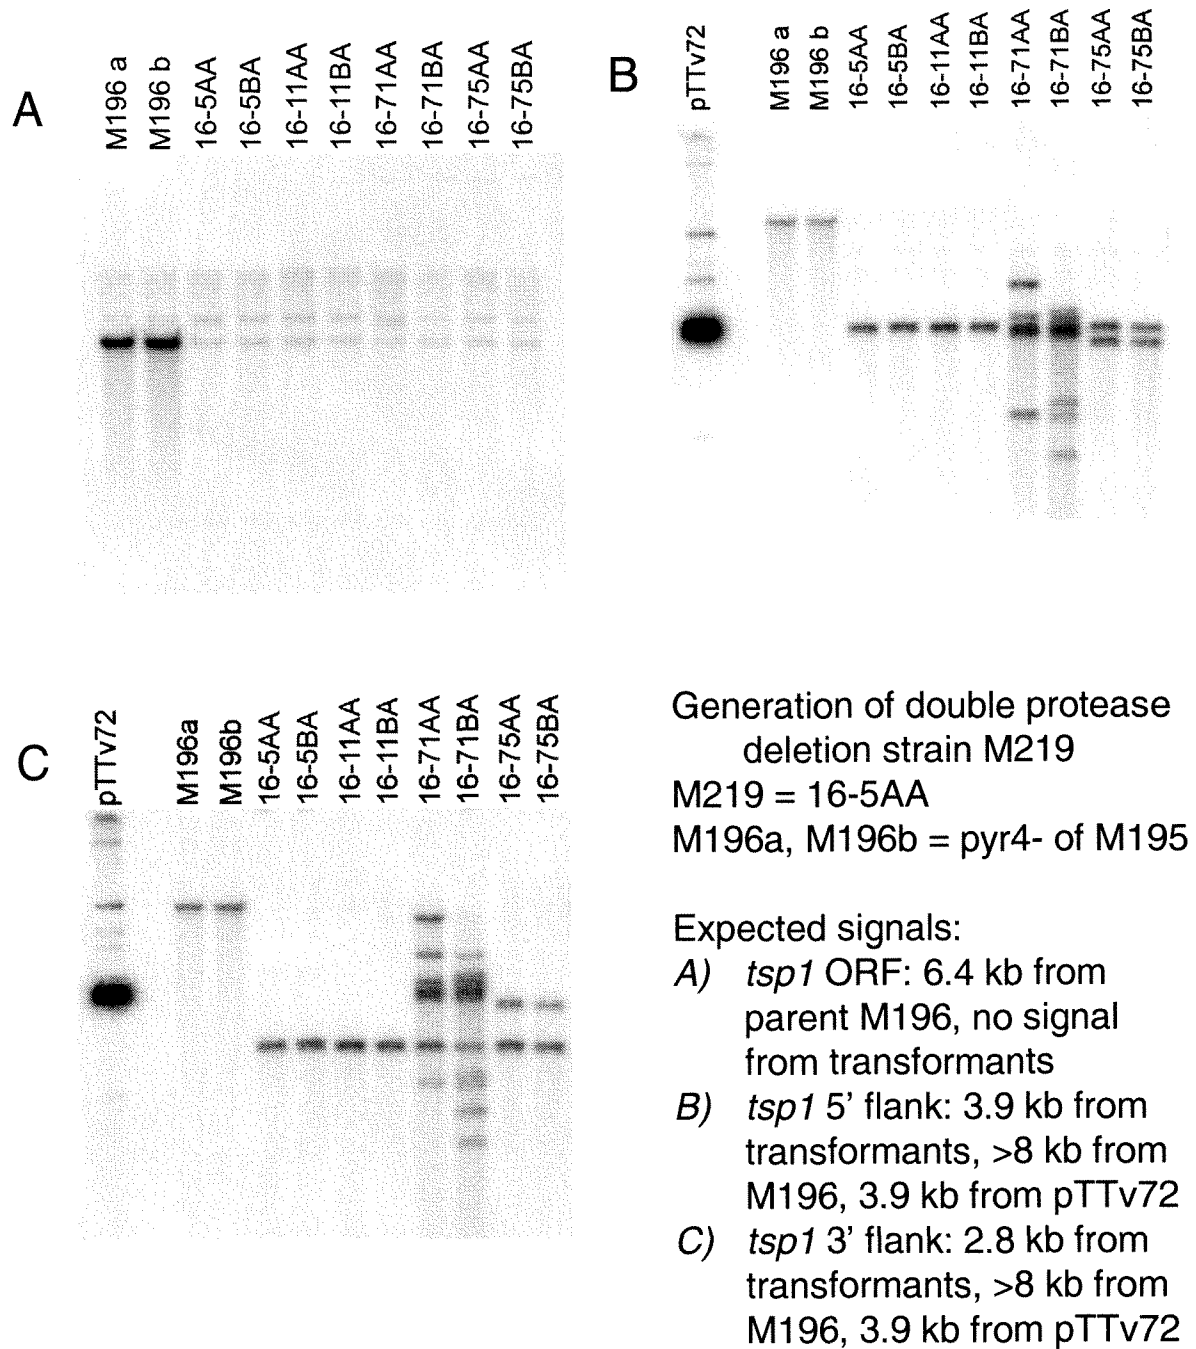 A
M196 a
M196 b
16-5AA
16-5BA
16-11AA
16-11BA
16-71AA
16-71BA
16-75AA
16-75BA
B
pTTv72
M196 a
M196 b
16-5AA
16-5BA
16-11AA
16-11BA
16-71AA
16-71BA
16-75AA
16-75BA
C
pTTv72
M196a
M196b
16-5AA
16-5BA
16-11AA
16-11BA
16-71AA
16-71BA
16-75AA
16-75BA
Generation of double protease
deletion strain M219
M219 = 16-5AA
M196a, M196b = pyr4- of M195
Expected signals:
A) tsp1 ORF: 6.4 kb from
parent M196, no signal
from transformants
B) tsp1 5' flank: 3.9 kb from
transformants, >8 kb from
M196, 3.9 kb from pTTv72
C) tsp1 3' flank: 2.8 kb from
transformants, >8 kb from
M196, 3.9 kb from pTTv72